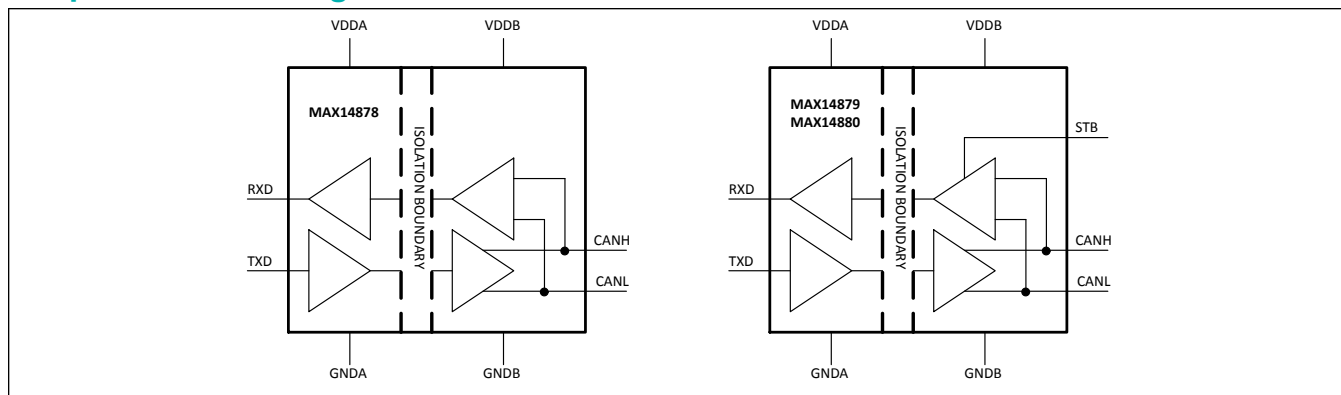 VDDA
VDDB
MAX14878
ISOLATION BOUNDARY
RXD
TXD
CANH
CANL
GNDA
GNDB
VDDA
VDDB
MAX14879
MAX14880
ISOLATION BOUNDARY
STB
RXD
TXD
CANH
CANL
GNDA
GNDB